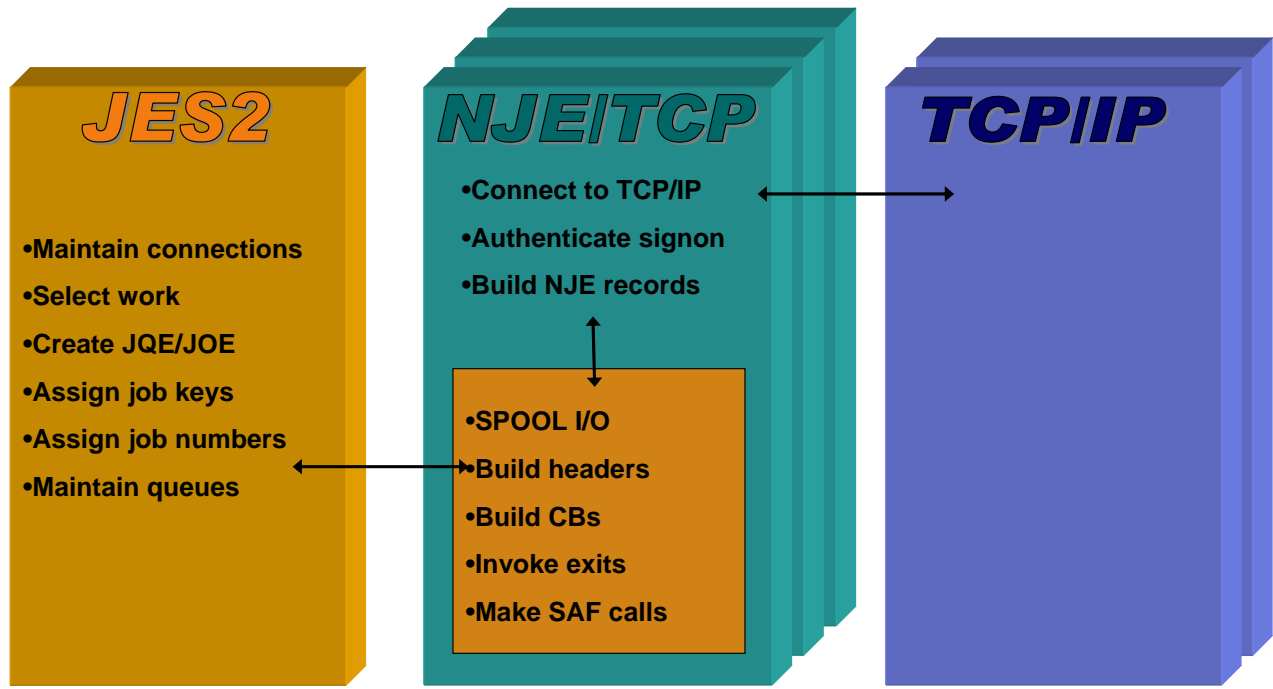 JES2
•Maintain connections
•Select work
•Create JQE/JOE
•Assign job keys
•Assign job numbers
•Maintain queues
NJE/TCP
•Connect to TCP/IP
•Authenticate signon
•Build NJE records
•SPOOL I/O
•Build headers
•Build CBs
•Invoke exits
•Make SAF calls
TCP/IP